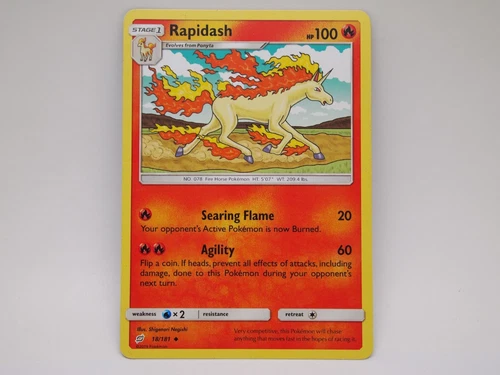 STAGE 1
Rapidash
HP 100
Evolves from Ponyta
NO. 078 Fire Horse Pokémon HT: 5'07" WT: 209.4 lbs.
Searing Flame 20
Your opponent's Active Pokémon is now Burned.
Agility 60
Flip a coin. If heads, prevent all effects of attacks, including
damage, done to this Pokémon during your opponent's
next turn.
weakness ×2 resistance retreat
Illus. Shigenori Negishi
18/181
Very competitive, this Pokémon will chase
anything that moves fast in the hopes of racing it.